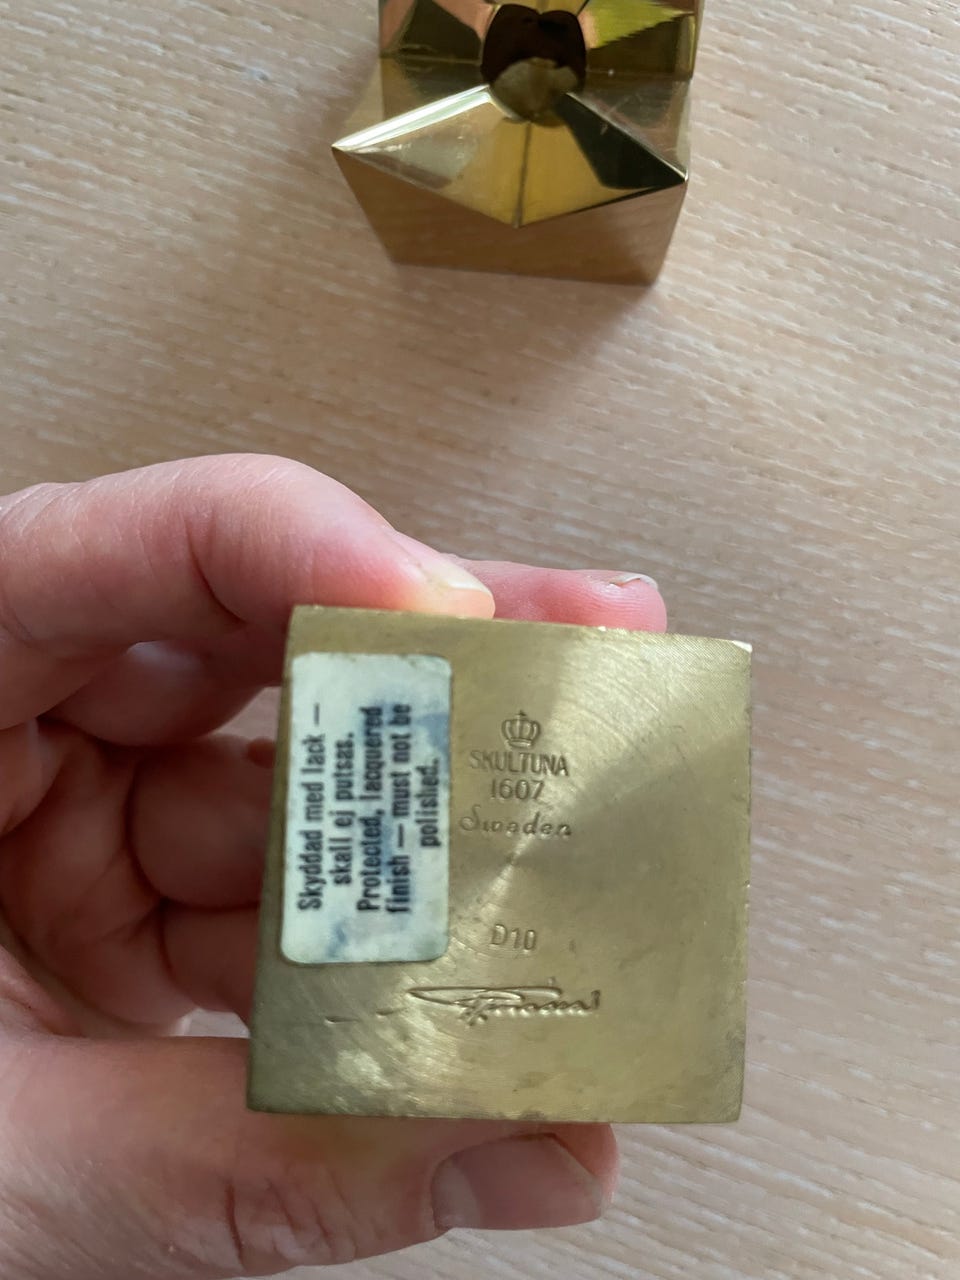 Skyddad med lack —
skall ej putsas.
Protected, lacquered
finish — must not be
polished.
SKULTUNA
1607
Sweden
D10